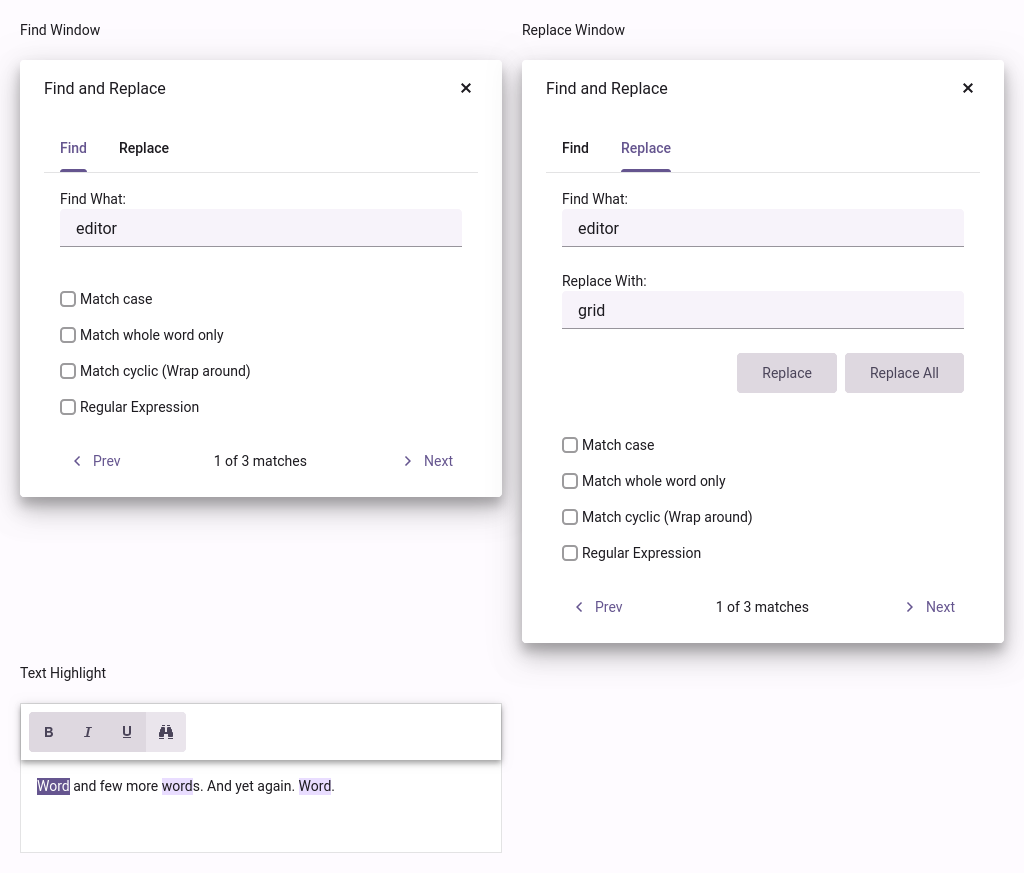 Find Window
Find and Replace
Find Replace
Find What:
editor
Match case
Match whole word only
Match cyclic (Wrap around)
Regular Expression
Prev 1 of 3 matches Next
Replace Window
Find and Replace
Find Replace
Find What:
editor
Replace With:
grid
Replace Replace All
Match case
Match whole word only
Match cyclic (Wrap around)
Regular Expression
Prev 1 of 3 matches Next
Text Highlight
B I U
Word and few more words. And yet again. Word.